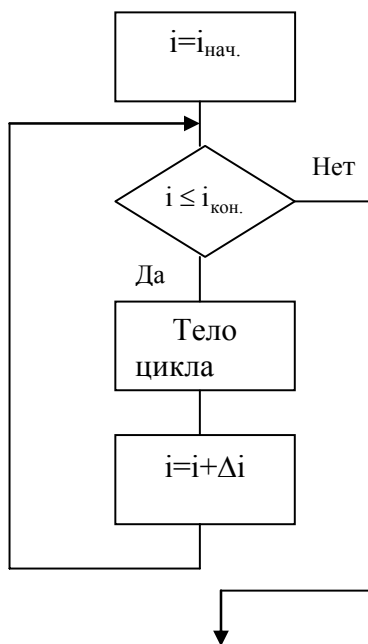 i=iнач.
Нет
i ≤ iкон.
Да
Тело
цикла
i=i+Δi